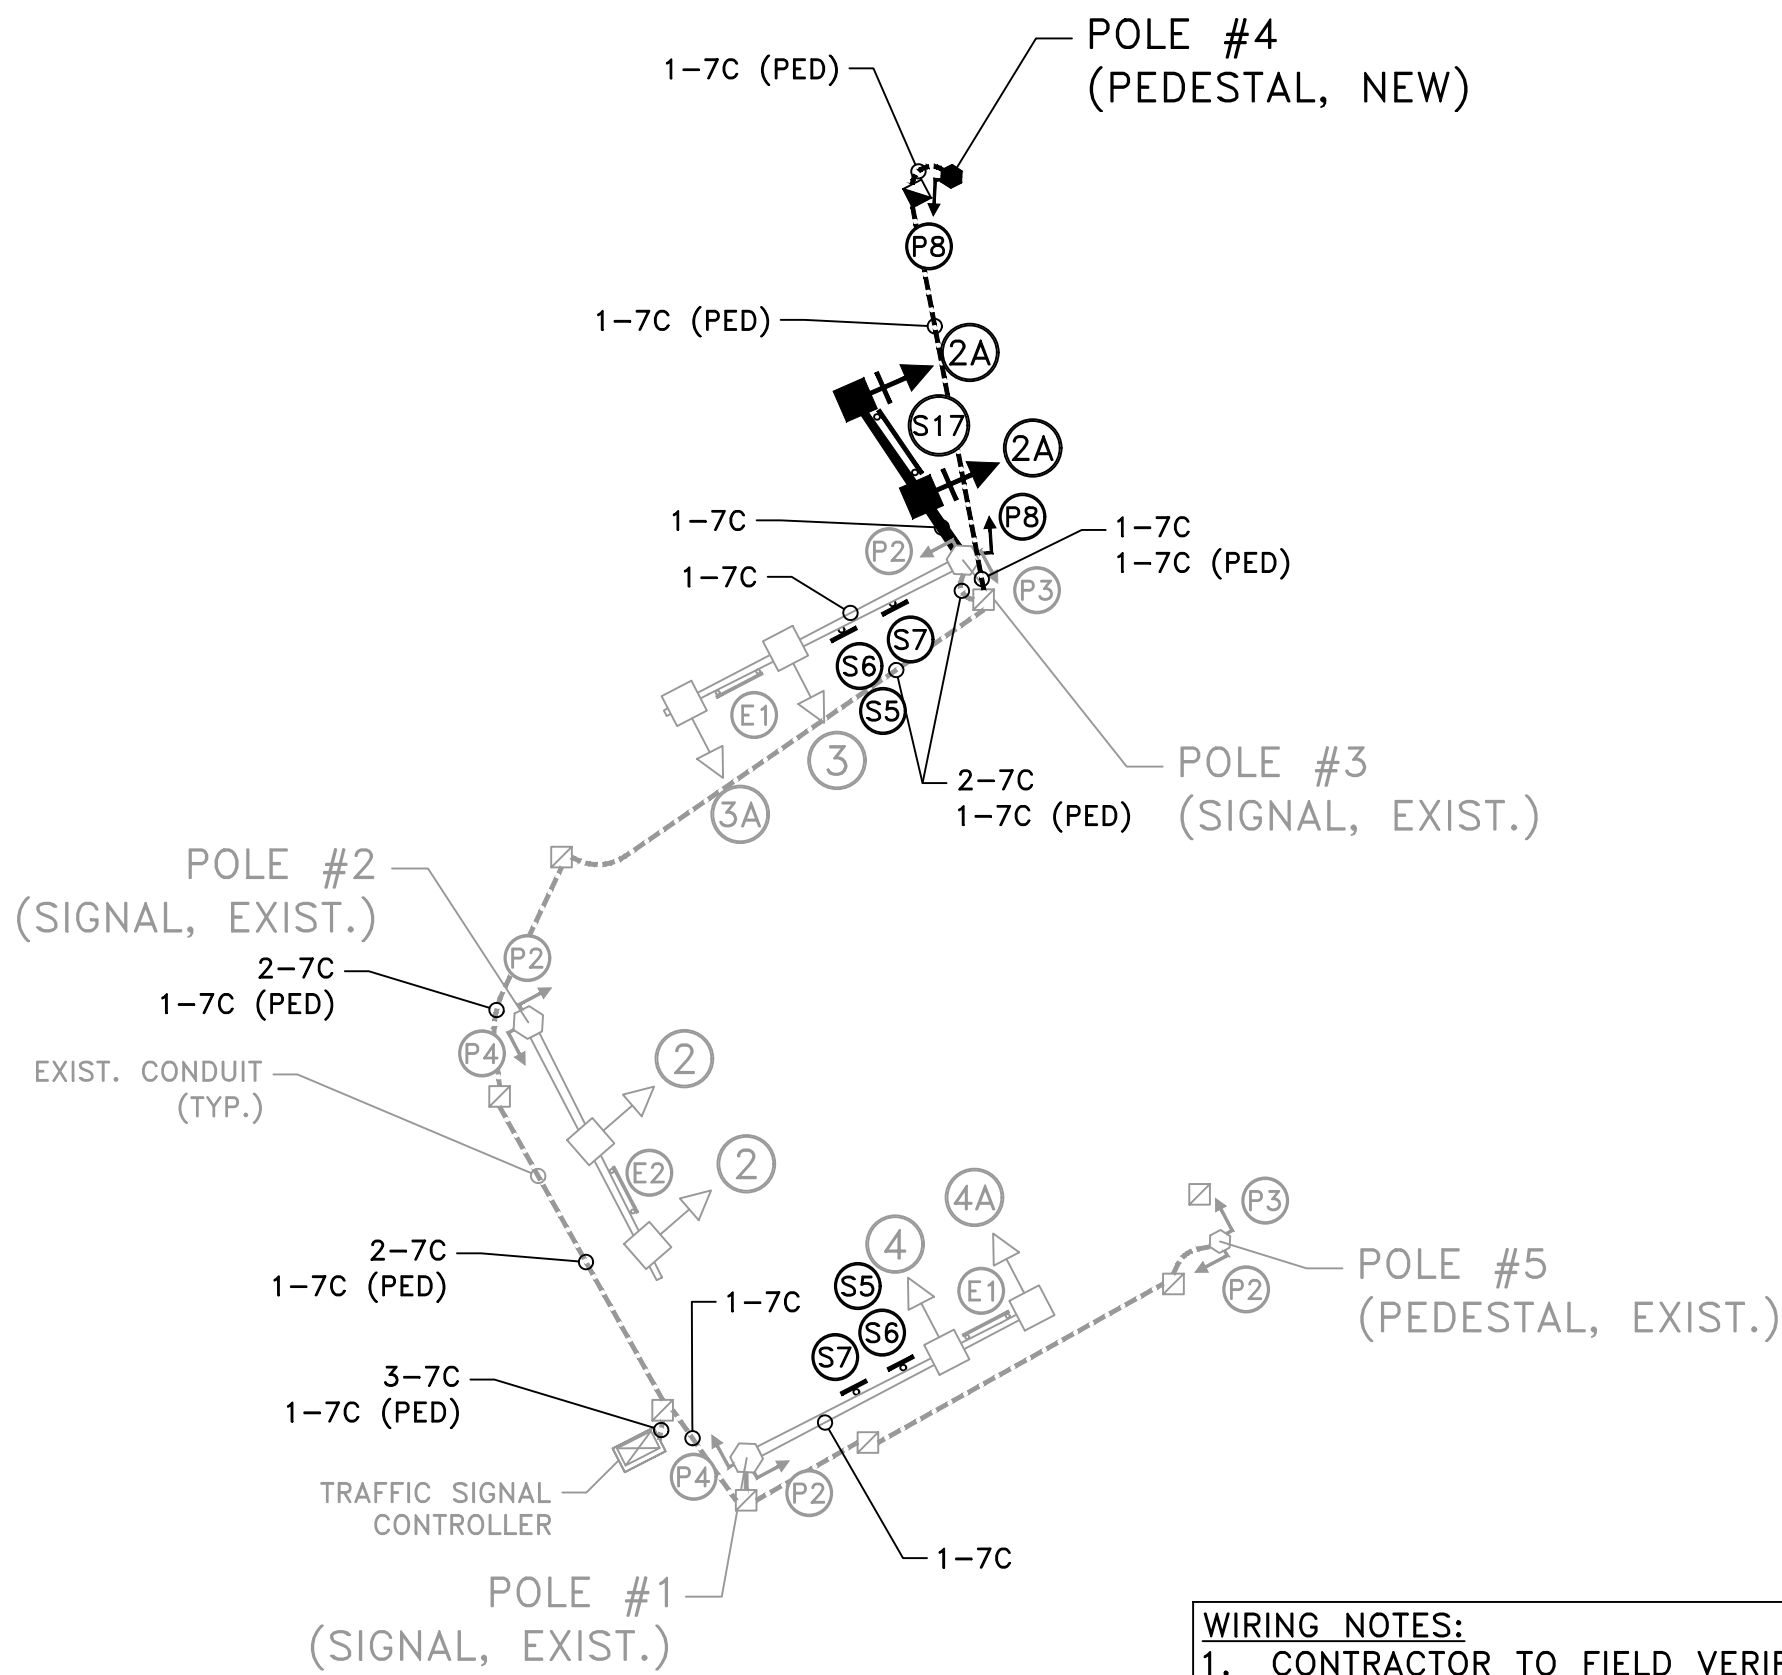 POLE #4
(PEDESTAL, NEW)
1-7C (PED)
P8
1-7C (PED)
2A
S17
2A
P8
1-7C
P2
1-7C
1-7C (PED)
1-7C
P3
S7
S6
S5
E1
3
3A
2-7C
1-7C (PED)
POLE #3
(SIGNAL, EXIST.)
POLE #2
(SIGNAL, EXIST.)
P2
2-7C
1-7C (PED)
P4
2
EXIST. CONDUIT
(TYP.)
E2
2
4A
P3
4
S5
E1
S6
S7
P2
POLE #5
(PEDESTAL, EXIST.)
2-7C
1-7C (PED)
1-7C
3-7C
1-7C (PED)
P4
P2
TRAFFIC SIGNAL
CONTROLLER
1-7C
POLE #1
(SIGNAL, EXIST.)
WIRING NOTES:
1. CONTRACTOR TO FIELD